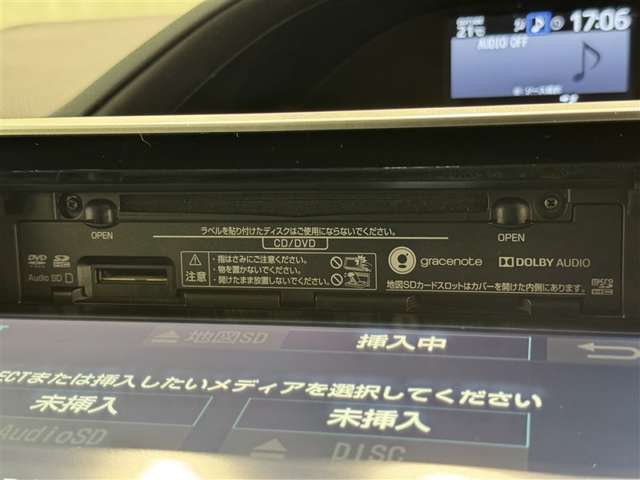 21℃
17:06
AUDIO OFF
ラベルを貼り付けたディスクはご使用にならないでください。
OPEN
CD/DVD
OPEN
DVD
SD
Audio SD
注意
・指はさみにご注意ください。
・物を置かないでください。
・開けたまま放置しないでください。
gracenote
DOLBY AUDIO
地図SDカードスロットはカバーを開けた内側にあります。
micro
地図SD
挿入中
ECTまたは挿入したいメディアを選択してください
未挿入
未挿入
AudioSD
DISC